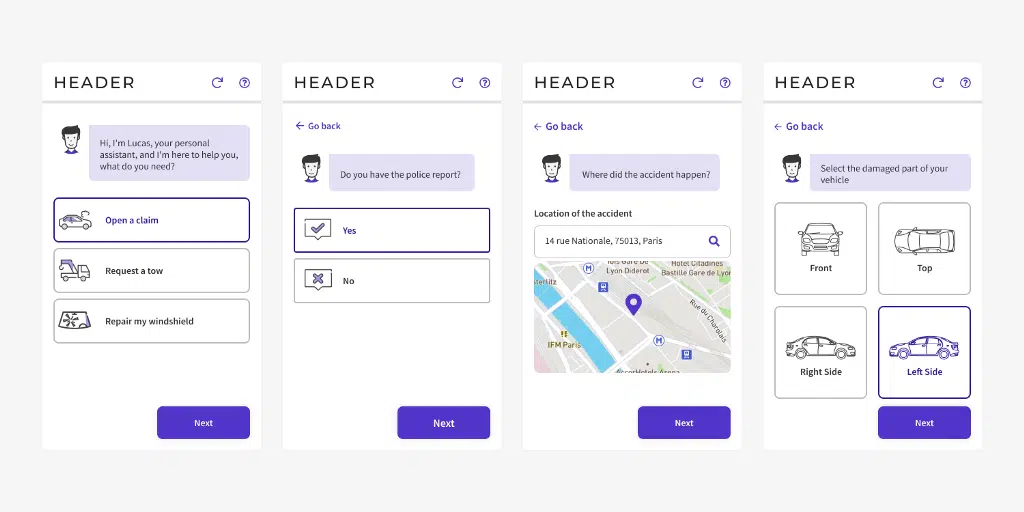 HEADER
Hi, I'm Lucas, your personal
assistant, and I'm here to help you,
what do you need?
Open a claim
Request a tow
Repair my windshield
Next
HEADER
Go back
Do you have the police report?
Yes
No
Next
HEADER
Go back
Where did the accident happen?
Location of the accident
14 rue Nationale, 75013, Paris
Hotel Citadines
Lyon Diderot
Bastille Gare de Lyon
M
Rue du Charolais
IFM Paris
M
AccorHotels Arena
Next
HEADER
Go back
Select the damaged part of your
vehicle
Front
Top
Right Side
Left Side
Next